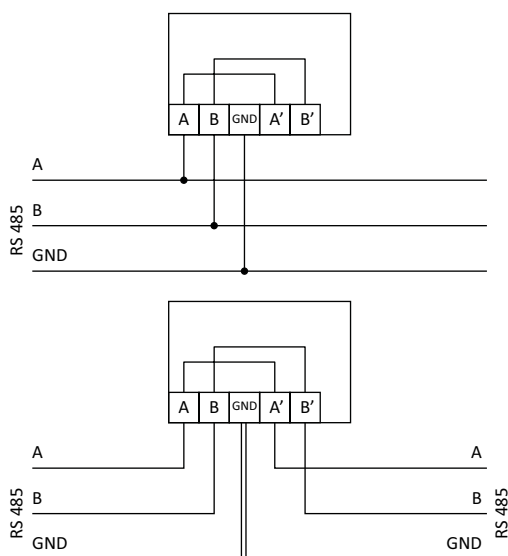 A B GND A’ B’
A
B
GND
RS 485
A B GND A’ B’
A A
B B
GND GND
RS 485 RS 485